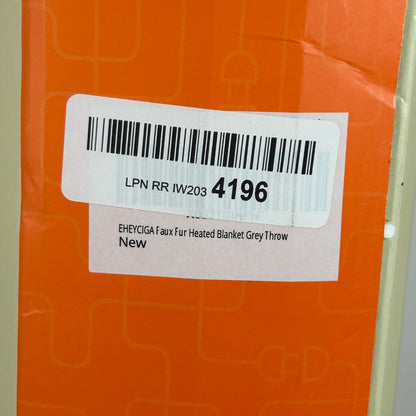 LPN RR IW203 4196
EHEYCIGA Faux Fur Heated Blanket Grey Throw
New